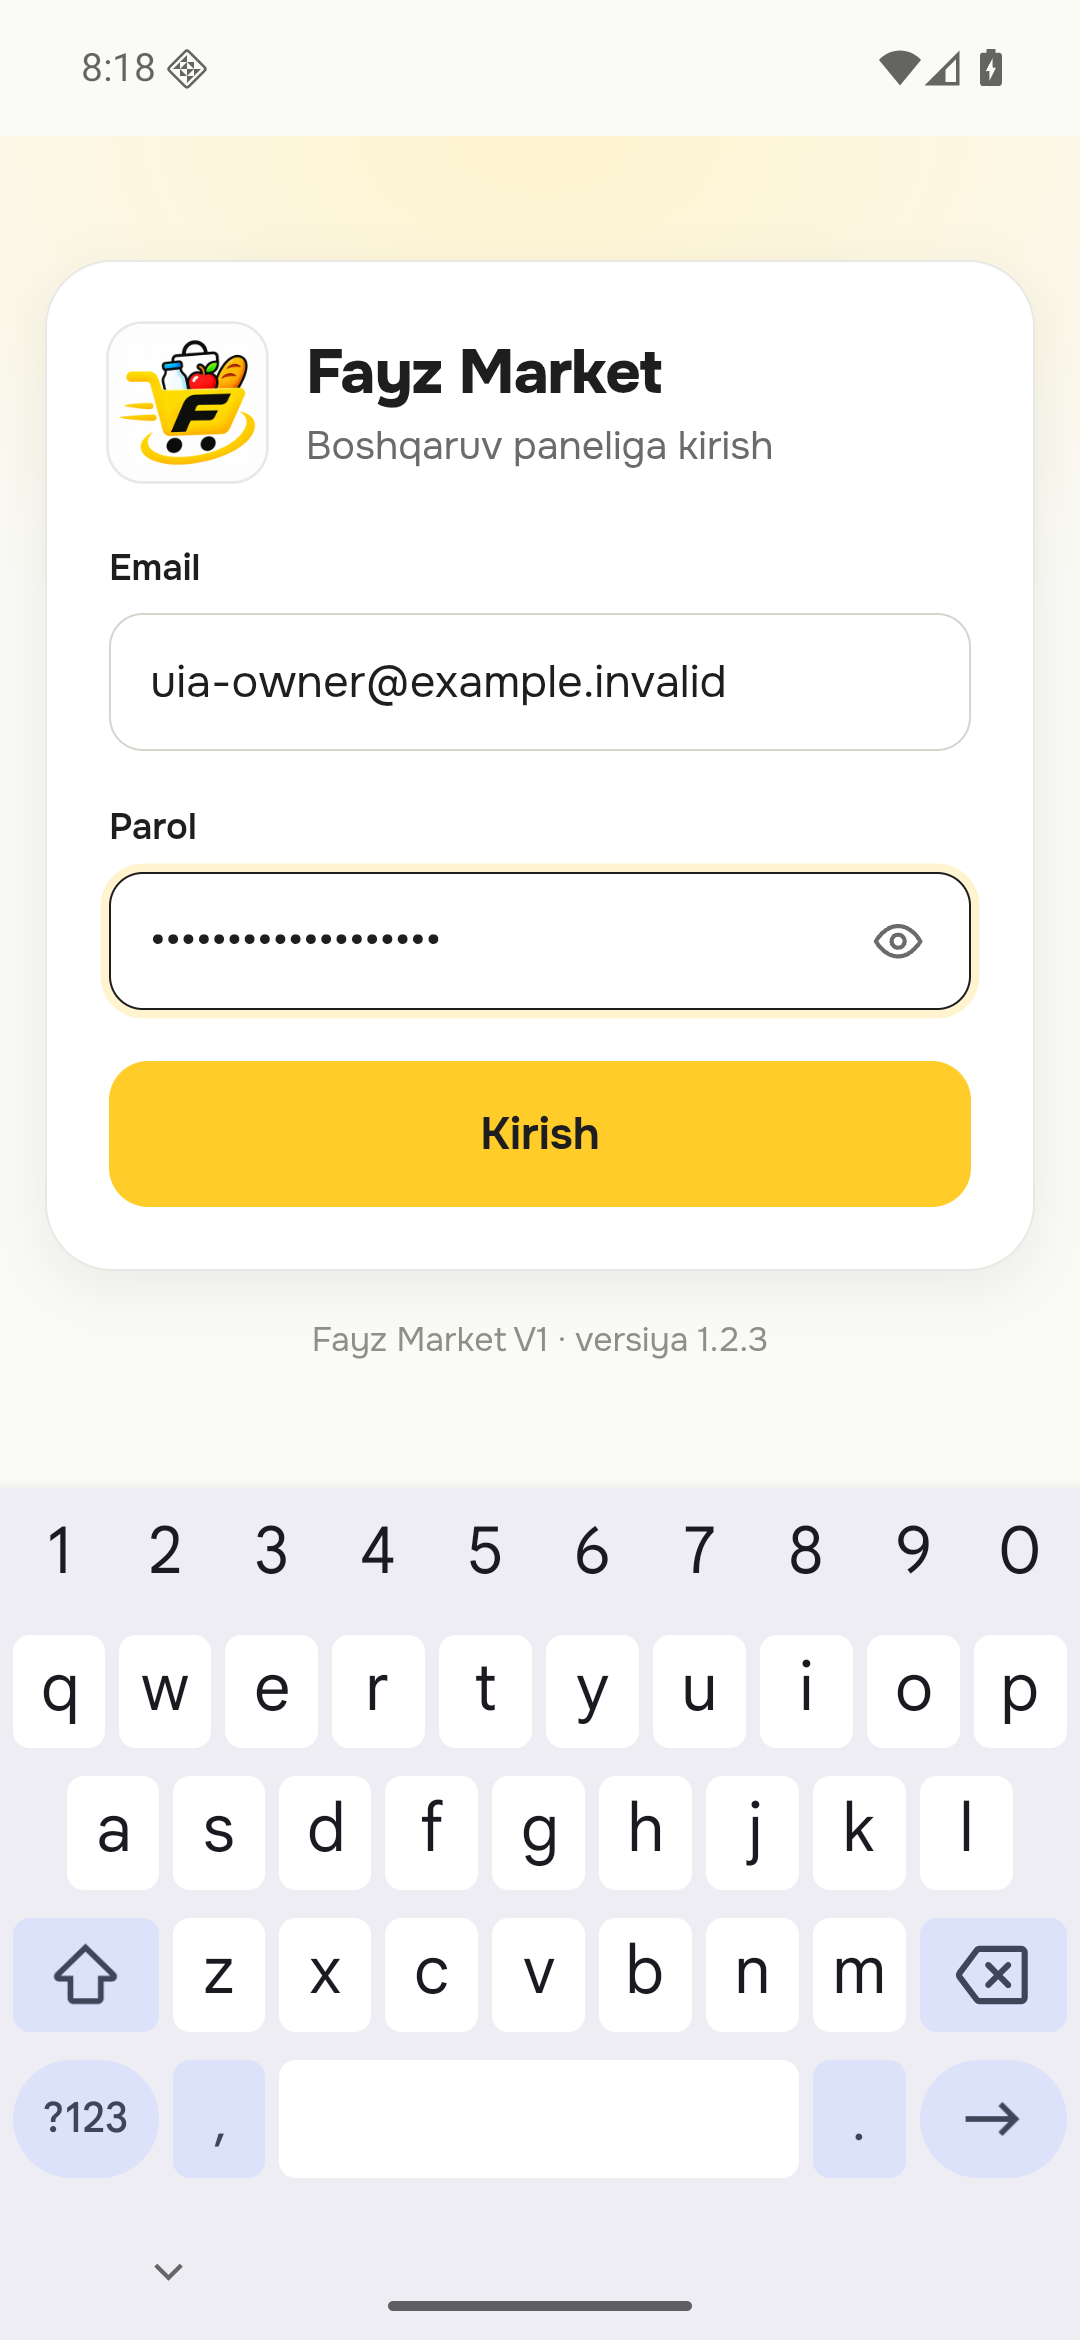 8:18
F
Fayz Market
Boshqaruv paneliga kirish
Email
uia-owner@example.invalid
Parol
•••••••••••••••••••
Kirish
Fayz Market V1 · versiya 1.2.3
1 2 3 4 5 6 7 8 9 0
q w e r t y u i o p
a s d f g h j k l
z x c v b n m
?123 , .